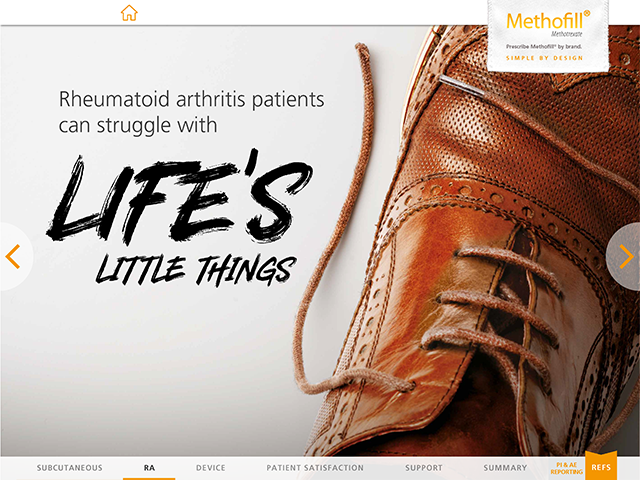 Methofill®
Methotrexate
Prescribe Methofill® by brand.
SIMPLE BY DESIGN
Rheumatoid arthritis patients
can struggle with
LIFE'S
LITTLE THINGS
SUBCUTANEOUS RA DEVICE PATIENT SATISFACTION SUPPORT SUMMARY PI & AE REPORTING REFS